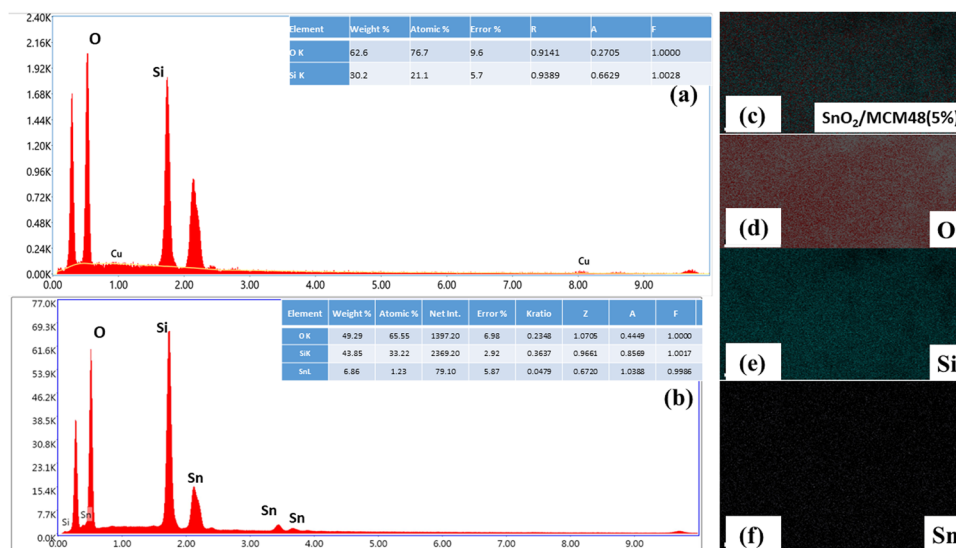 2.40K
2.16K
1.92K
1.68K
1.44K
1.20K
0.96K
0.72K
0.48K
0.24K
0.00K
O
Si
Cu
Cu
Element Weight % Atomic % Error % R A F
O K 62.6 76.7 9.6 0.9141 0.2705 1.0000
Si K 30.2 21.1 5.7 0.9389 0.6629 1.0028
(a)
0.00 1.00 2.00 3.00 4.00 5.00 6.00 7.00 8.00 9.00
77.0K
69.3K
61.6K
53.9K
46.2K
38.5K
30.8K
23.1K
15.4K
7.7K
0.00K
O
Si
Sn
Sn
Sn
Si
Sn
Element Weight % Atomic % Net Int. Error % Kratio Z A F
O K 49.29 65.55 1397.20 6.98 0.2348 1.0705 0.4449 1.0000
SiK 43.85 33.22 2369.20 2.92 0.3637 0.9661 0.8569 1.0017
SnL 6.86 1.23 79.10 5.87 0.0479 0.6720 1.0388 0.9986
(b)
0.00 1.00 2.00 3.00 4.00 5.00 6.00 7.00 8.00 9.00
(c) SnO₂/MCM48(5%)
(d) O
(e) Si
(f) Sn